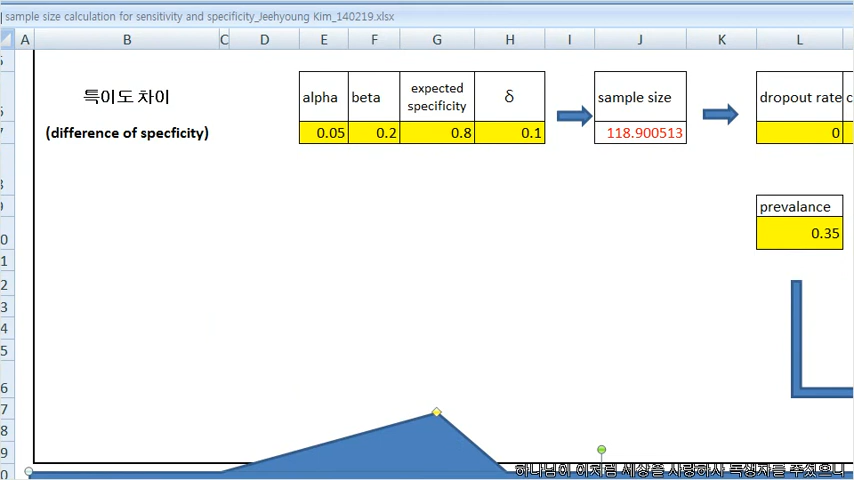 sample size calculation for sensitivity and specificity_Jeehyoung Kim_140219.xlsx
A B C D E F G H I J K L
특이도 차이
alpha beta expected specificity δ sample size dropout rate
(difference of specficity)
0.05 0.2 0.8 0.1 118.900513 0
prevalance
0.35
하나님이 이처럼 세상을 사랑하사 독생자를 주셨으니